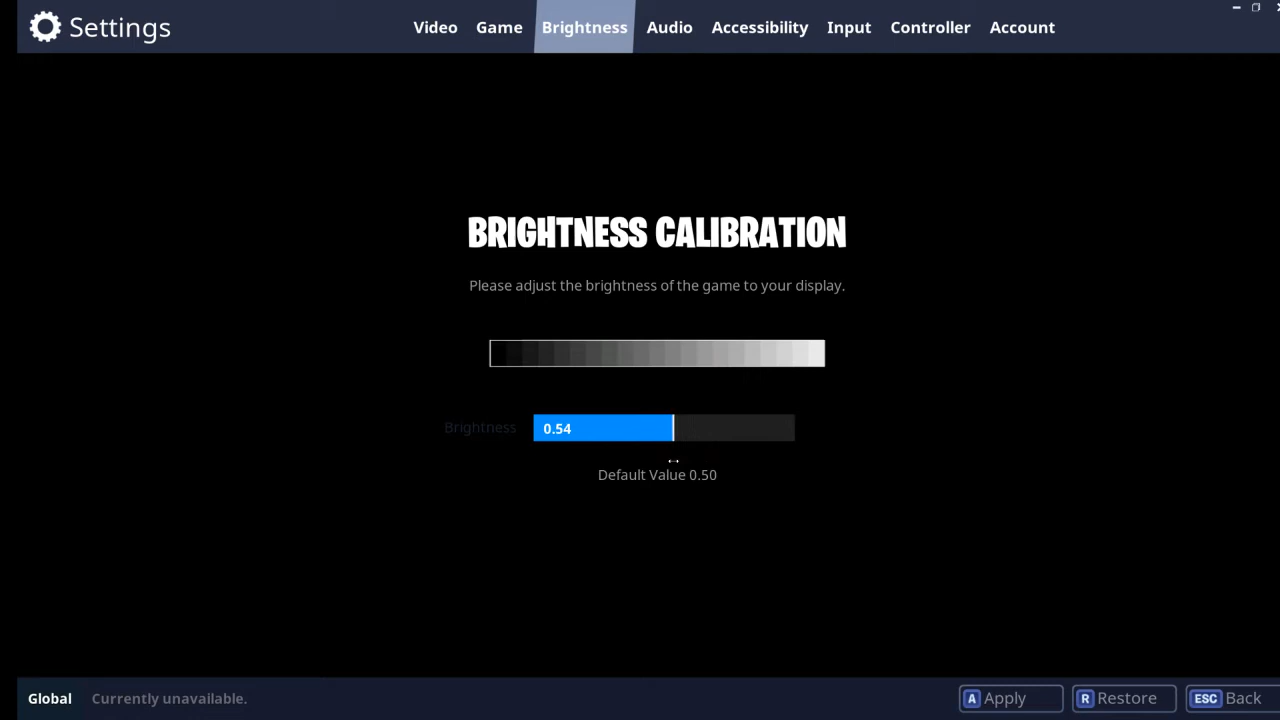 Settings
Video Game Brightness Audio Accessibility Input Controller Account
BRIGHTNESS CALIBRATION
Please adjust the brightness of the game to your display.
Brightness 0.54
Default Value 0.50
Global Currently unavailable. A Apply R Restore ESC Back